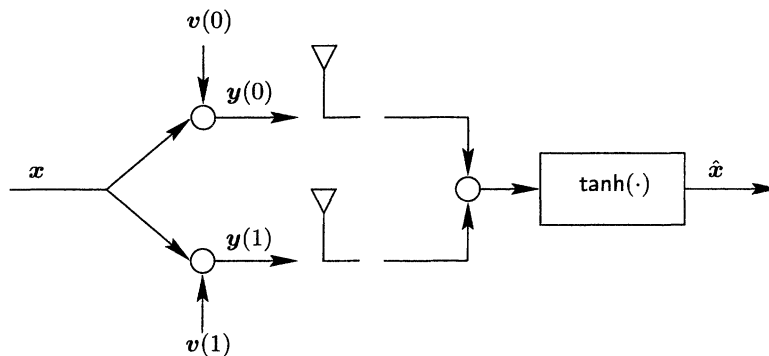 v(0)
y(0)
x
tanh(·)
x̂
y(1)
v(1)